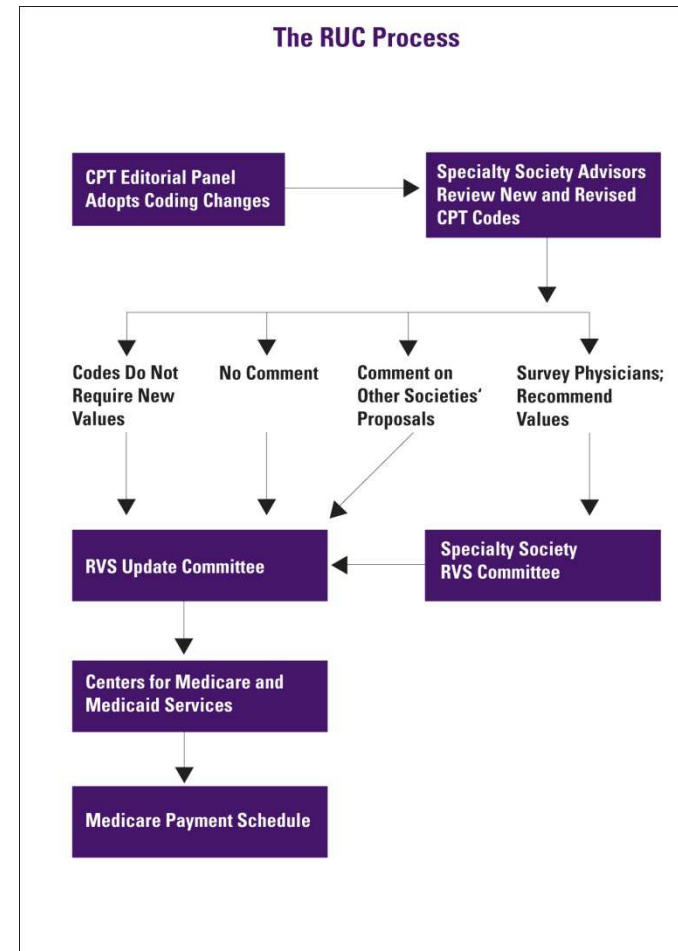 The RUC Process
CPT Editorial Panel
Adopts Coding Changes
Specialty Society Advisors
Review New and Revised
CPT Codes
Codes Do Not
Require New
Values
No Comment
Comment on
Other Societies‘
Proposals
Survey Physicians;
Recommend
Values
RVS Update Committee
Specialty Society
RVS Committee
Centers for Medicare and
Medicaid Services
Medicare Payment Schedule